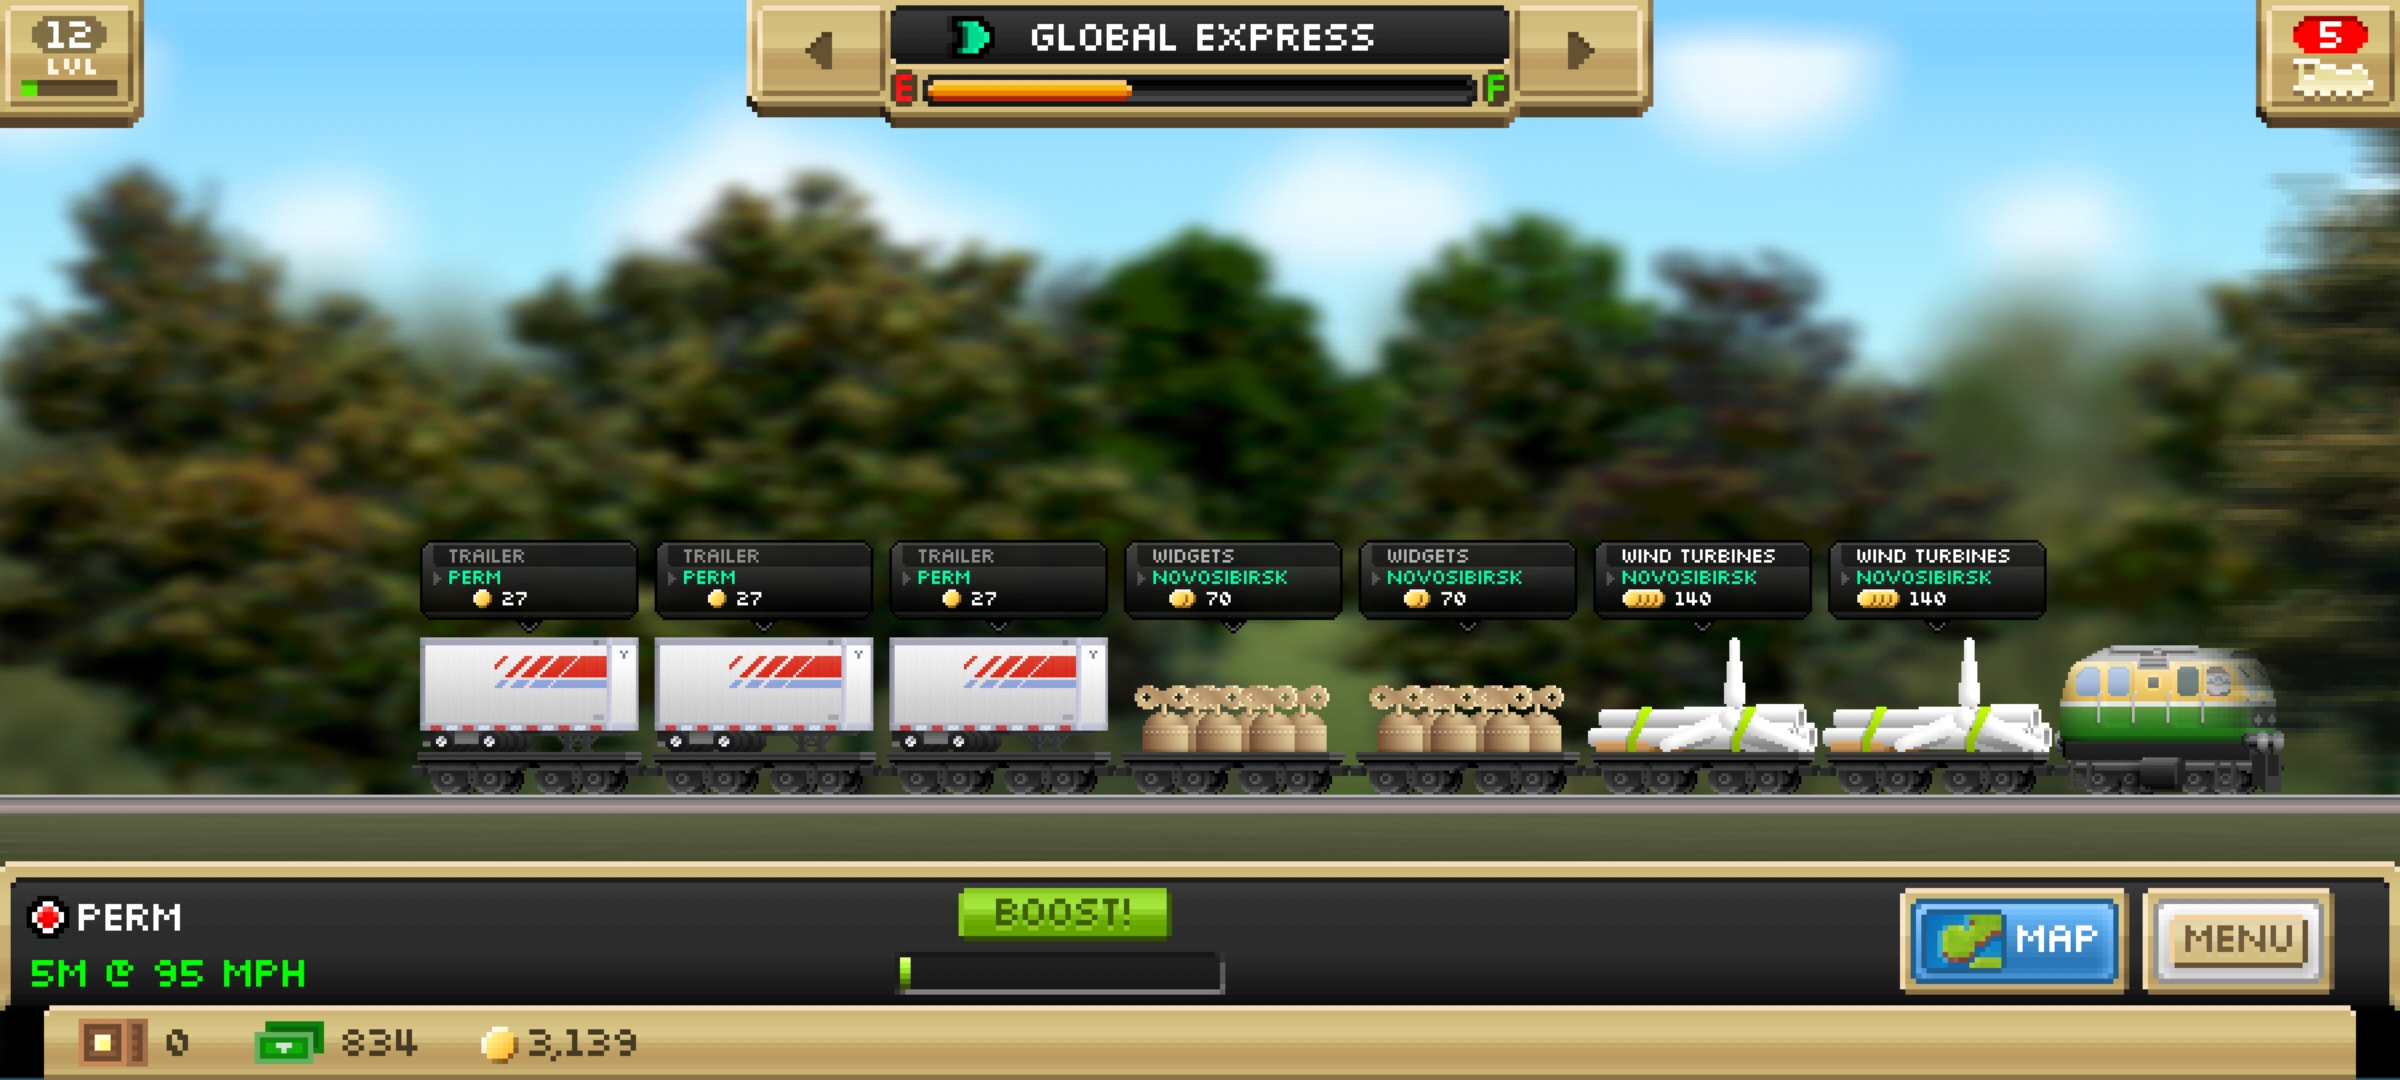 12
LVL
GLOBAL EXPRESS
E
F
5
TRAILER
PERM
27
TRAILER
PERM
27
TRAILER
PERM
27
WIDGETS
NOVOSIBIRSK
70
WIDGETS
NOVOSIBIRSK
70
WIND TURBINES
NOVOSIBIRSK
140
WIND TURBINES
NOVOSIBIRSK
140
PERM
5M @ 95 MPH
BOOST!
MAP
MENU
0
834
3,139